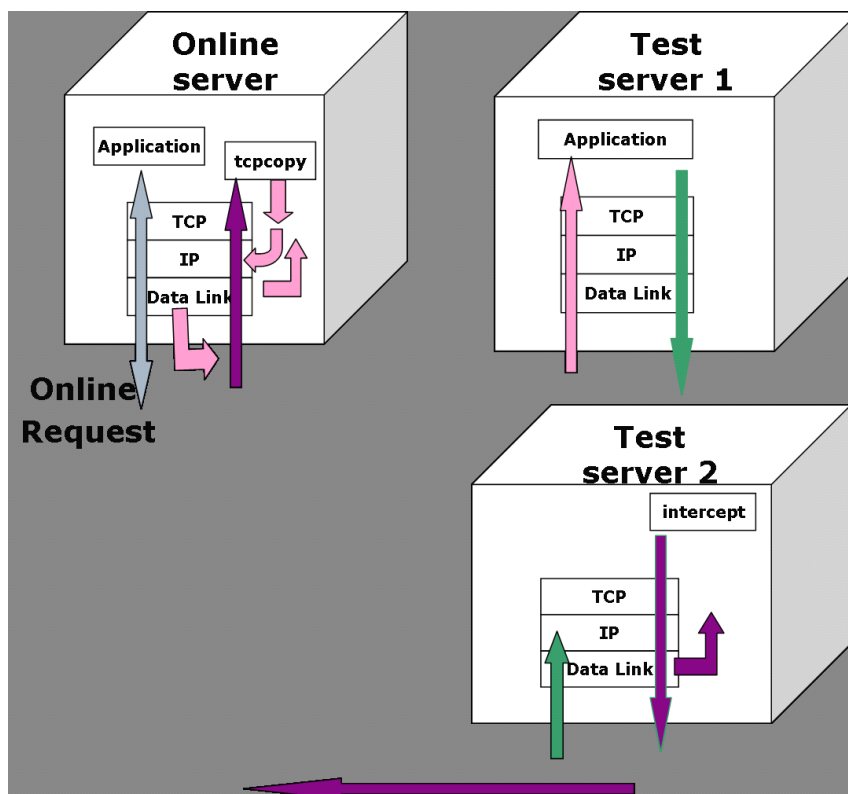 Online
server
Application
tcpcopy
TCP
IP
Data Link
Online
Request
Test
server 1
Application
TCP
IP
Data Link
Test
server 2
intercept
TCP
IP
Data Link